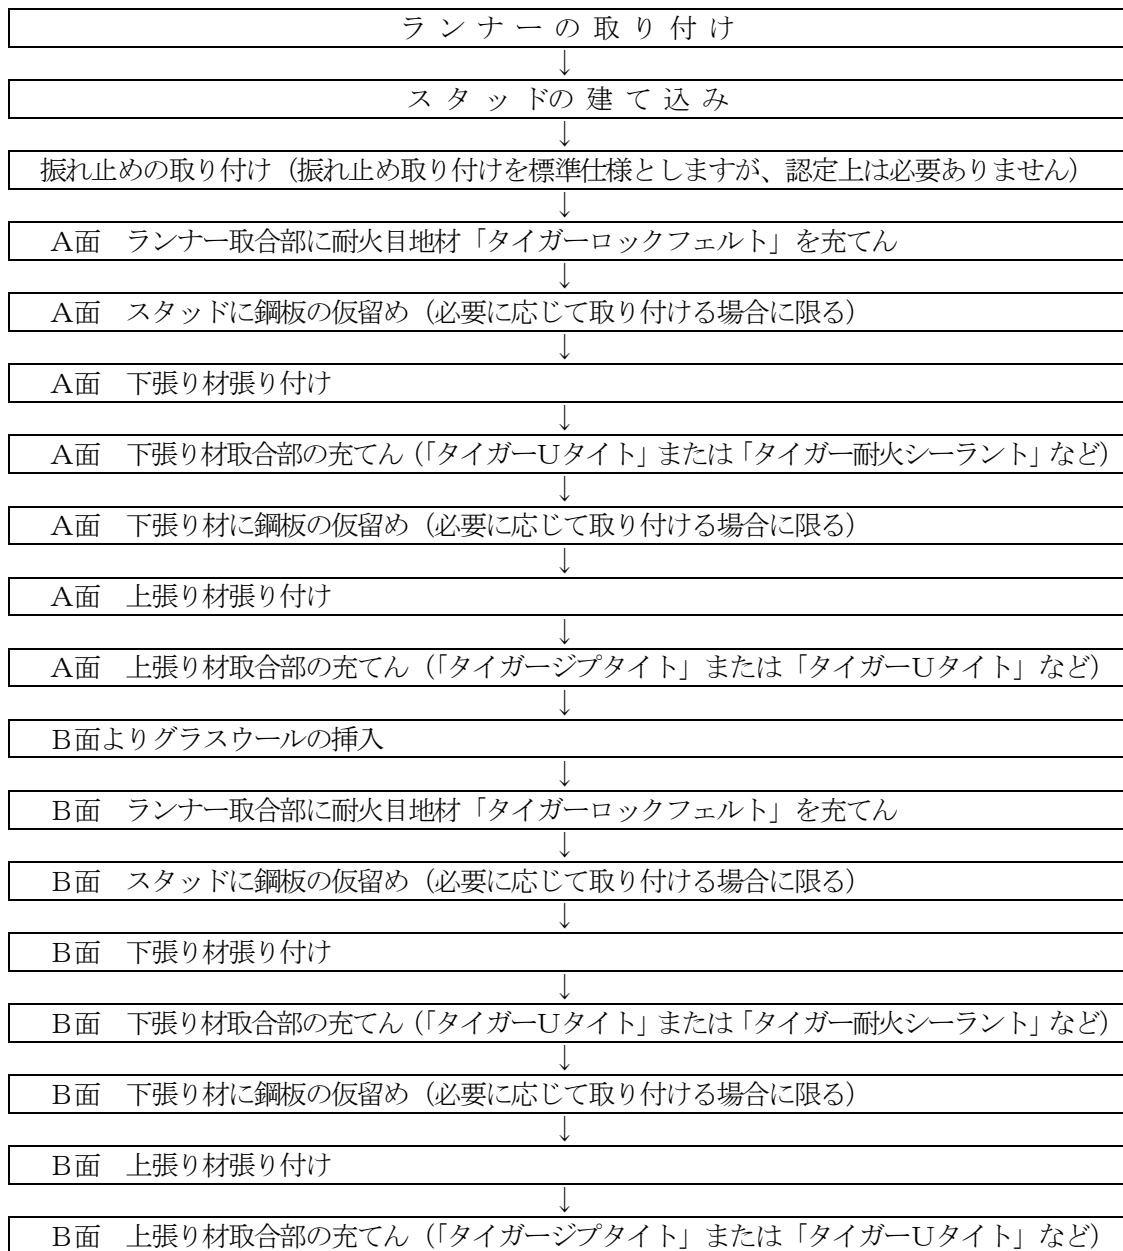 ランナーの取り付け
↓
スタッドの建て込み
↓
振れ止めの取り付け（振れ止め取り付けを標準仕様としますが、認定上は必要ありません）
↓
A面　ランナー取合部に耐火目地材「タイガーロックフェルト」を充てん
↓
A面　スタッドに鋼板の仮留め（必要に応じて取り付ける場合に限る）
↓
A面　下張り材張り付け
↓
A面　下張り材取合部の充てん（「タイガーUタイト」または「タイガー耐火シーラント」など）
↓
A面　下張り材に鋼板の仮留め（必要に応じて取り付ける場合に限る）
↓
A面　上張り材張り付け
↓
A面　上張り材取合部の充てん（「タイガージプタイト」または「タイガーUタイト」など）
↓
B面よりグラスウールの挿入
↓
B面　ランナー取合部に耐火目地材「タイガーロックフェルト」を充てん
↓
B面　スタッドに鋼板の仮留め（必要に応じて取り付ける場合に限る）
↓
B面　下張り材張り付け
↓
B面　下張り材取合部の充てん（「タイガーUタイト」または「タイガー耐火シーラント」など）
↓
B面　下張り材に鋼板の仮留め（必要に応じて取り付ける場合に限る）
↓
B面　上張り材張り付け
↓
B面　上張り材取合部の充てん（「タイガージプタイト」または「タイガーUタイト」など）